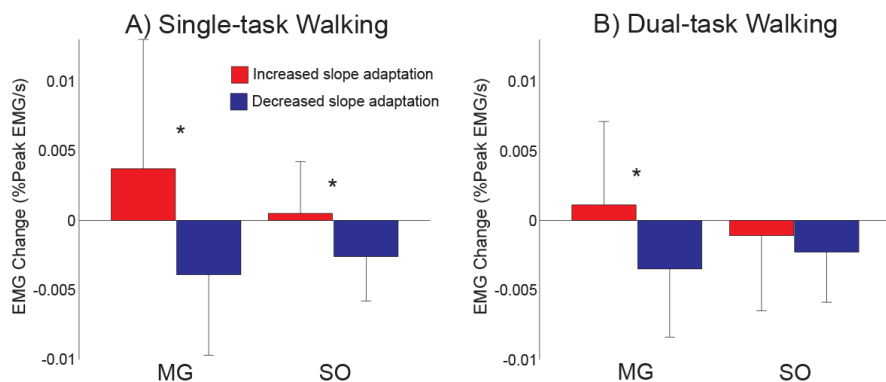 A) Single-task Walking
EMG Change (%Peak EMG/s)
0.01
0.005
0
-0.005
-0.01
Increased slope adaptation
Decreased slope adaptation
*
*
MG
SO
B) Dual-task Walking
EMG Change (%Peak EMG/s)
0.01
0.005
0
-0.005
-0.01
*
MG
SO